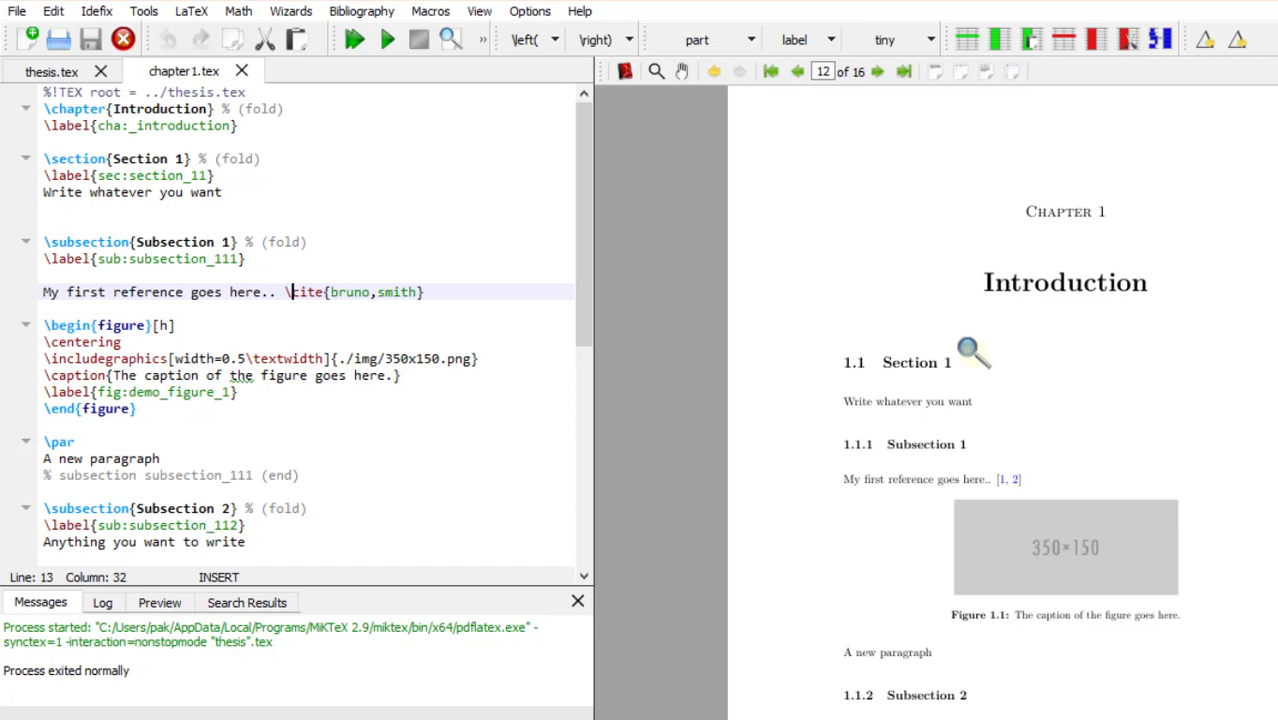 File Edit Idefix Tools LaTeX Math Wizards Bibliography Macros View Options Help
» \left( \right) part label tiny
thesis.tex chapter1.tex
12 of 16
%!TEX root = ../thesis.tex
\chapter{Introduction} % (fold)
\label{cha:_introduction}
\section{Section 1} % (fold)
\label{sec:section_11}
Write whatever you want
\subsection{Subsection 1} % (fold)
\label{sub:subsection_111}
My first reference goes here.. \cite{bruno,smith}
\begin{figure}[h]
\centering
\includegraphics[width=0.5\textwidth]{./img/350x150.png}
\caption{The caption of the figure goes here.}
\label{fig:demo_figure_1}
\end{figure}
\par
A new paragraph
% subsection subsection_111 (end)
\subsection{Subsection 2} % (fold)
\label{sub:subsection_112}
Anything you want to write
Line: 13 Column: 32 INSERT
Messages Log Preview Search Results
Process started: "C:/Users/pak/AppData/Local/Programs/MiKTeX 2.9/miktex/bin/x64/pdflatex.exe" -
synctex=1 -interaction=nonstopmode "thesis".tex
Process exited normally
Chapter 1
Introduction
1.1 Section 1
Write whatever you want
1.1.1 Subsection 1
My first reference goes here.. [1, 2]
350×150
Figure 1.1: The caption of the figure goes here.
A new paragraph
1.1.2 Subsection 2